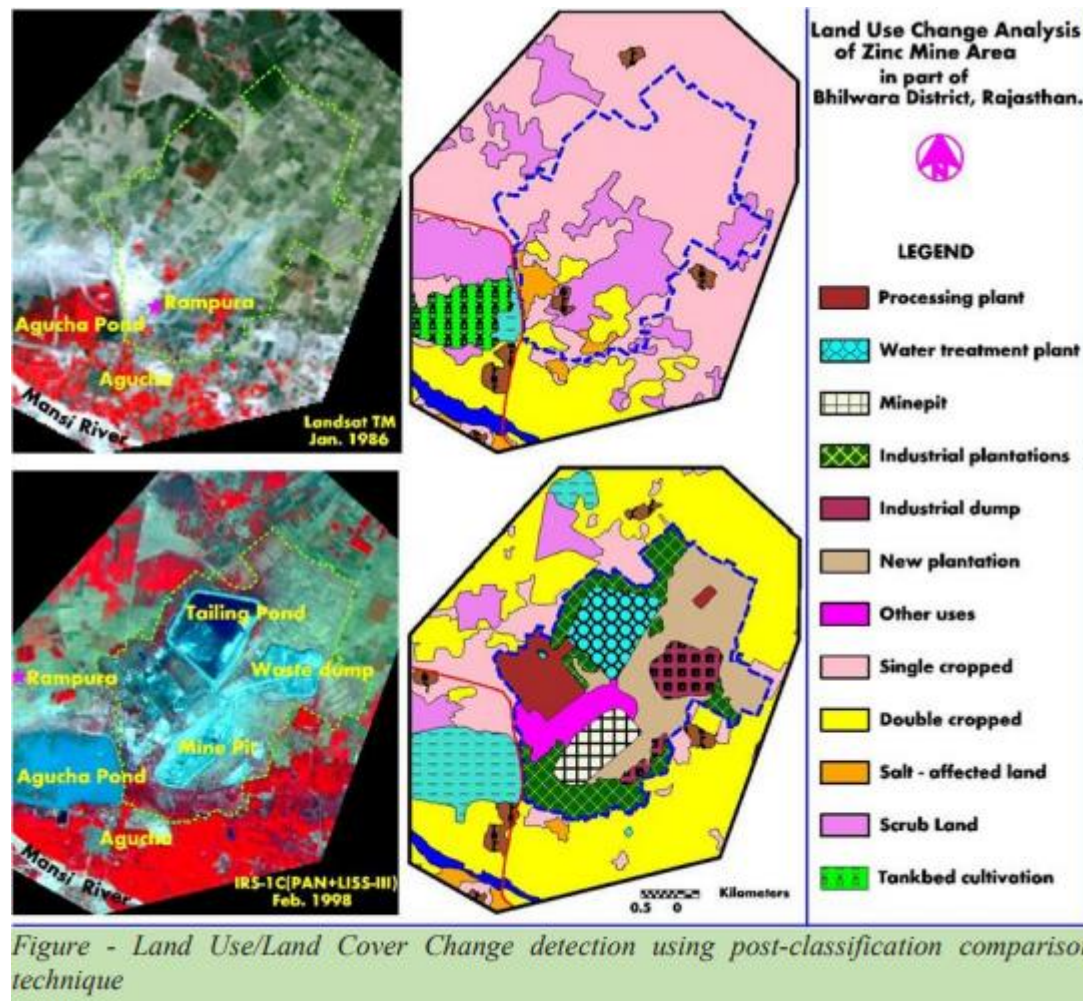 Land Use Change Analysis
of Zinc Mine Area
in part of
Bhilwara District, Rajasthan.
N
LEGEND
Processing plant
Water treatment plant
Minepit
Industrial plantations
Industrial dump
New plantation
Other uses
Single cropped
Double cropped
Salt - affected land
Scrub Land
Tankbed cultivation
Rampura
Agucha Pond
Agucha
Mansi River
Landsat TM
Jan. 1986
Tailing Pond
Waste dump
Rampura
Mine Pit
Agucha Pond
Agucha
Mansi River
IRS-1C(PAN+LISS-III)
Feb. 1998
Kilometers
0.5 0
Figure - Land Use/Land Cover Change detection using post-classification comparison
technique